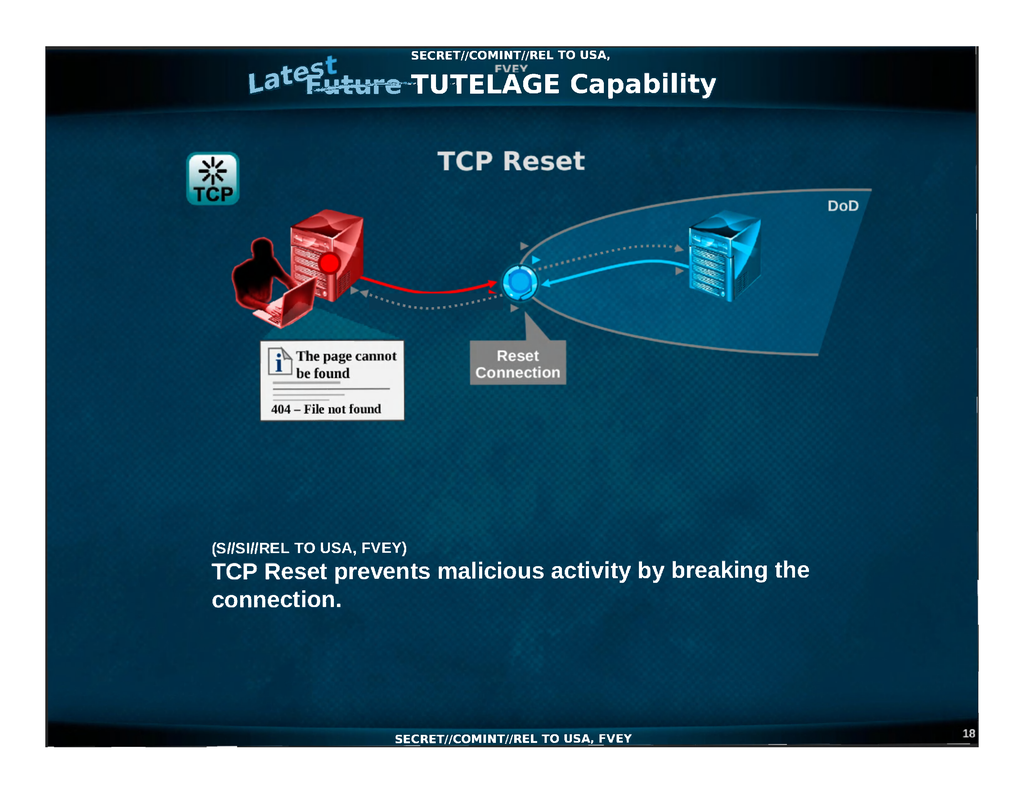 SECRET//COMINT//REL TO USA,
FVEY
Latest
Future TUTELAGE Capability
TCP Reset
TCP
DoD
Reset
Connection
The page cannot
be found
404 – File not found
(S//SI//REL TO USA, FVEY)
TCP Reset prevents malicious activity by breaking the
connection.
SECRET//COMINT//REL TO USA, FVEY
18